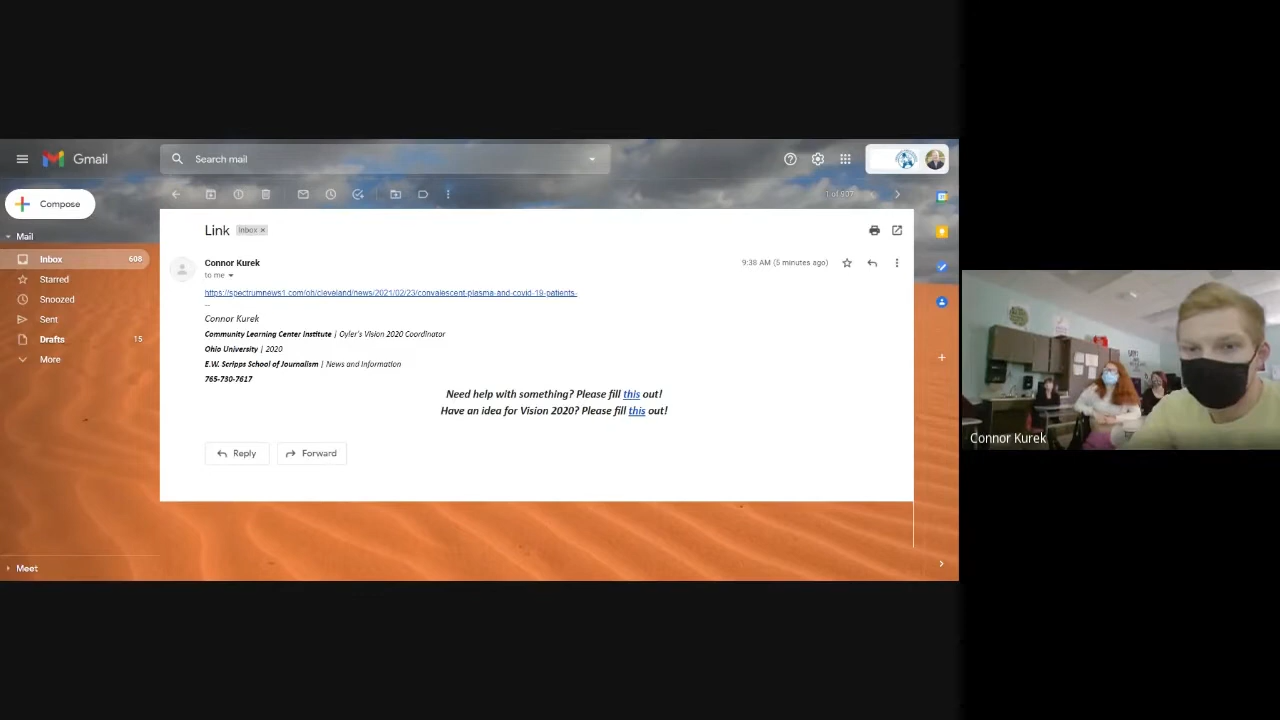 Gmail
Search mail
Compose
1 of 907
Mail
Inbox 608
Starred
Snoozed
Sent
Drafts 15
More
Link Inbox ×
Connor Kurek
9:38 AM (5 minutes ago)
to me
https://spectrumnews1.com/oh/cleveland/news/2021/02/23/convalescent-plasma-and-covid-19-patients-
--
Connor Kurek
Community Learning Center Institute | Oyler's Vision 2020 Coordinator
Ohio University | 2020
E.W. Scripps School of Journalism | News and Information
765-730-7617
Need help with something? Please fill this out!
Have an idea for Vision 2020? Please fill this out!
Reply
Forward
Meet
Connor Kurek